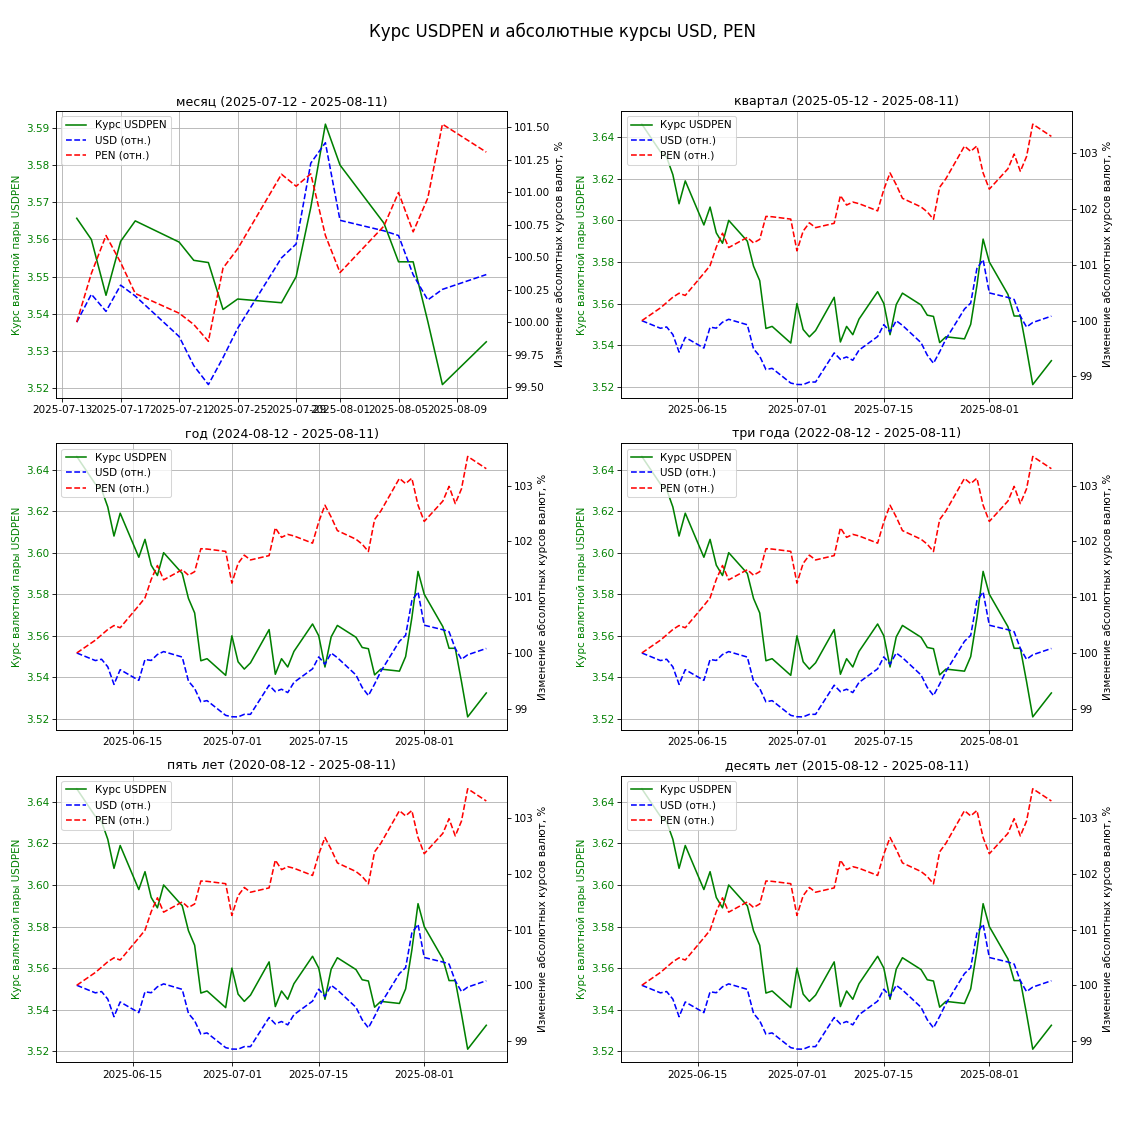 Курс USDPEN и абсолютные курсы USD, PEN
месяц (2025-07-12 - 2025-08-11)
Курс USDPEN
USD (отн.)
PEN (отн.)
Курс валютной пары USDPEN
3.59
3.58
3.57
3.56
3.55
3.54
3.53
3.52
101.50
101.25
101.00
100.75
100.50
100.25
100.00
99.75
99.50
Изменение абсолютных курсов валют, %
2025-07-13
2025-07-17
2025-07-21
2025-07-25
2025-07-29
2025-08-01
2025-08-05
2025-08-09
квартал (2025-05-12 - 2025-08-11)
Курс USDPEN
USD (отн.)
PEN (отн.)
Курс валютной пары USDPEN
3.64
3.62
3.60
3.58
3.56
3.54
3.52
103
102
101
100
99
Изменение абсолютных курсов валют, %
2025-06-15
2025-07-01
2025-07-15
2025-08-01
год (2024-08-12 - 2025-08-11)
Курс USDPEN
USD (отн.)
PEN (отн.)
Курс валютной пары USDPEN
3.64
3.62
3.60
3.58
3.56
3.54
3.52
103
102
101
100
99
Изменение абсолютных курсов валют, %
2025-06-15
2025-07-01
2025-07-15
2025-08-01
три года (2022-08-12 - 2025-08-11)
Курс USDPEN
USD (отн.)
PEN (отн.)
Курс валютной пары USDPEN
3.64
3.62
3.60
3.58
3.56
3.54
3.52
103
102
101
100
99
Изменение абсолютных курсов валют, %
2025-06-15
2025-07-01
2025-07-15
2025-08-01
пять лет (2020-08-12 - 2025-08-11)
Курс USDPEN
USD (отн.)
PEN (отн.)
Курс валютной пары USDPEN
3.64
3.62
3.60
3.58
3.56
3.54
3.52
103
102
101
100
99
Изменение абсолютных курсов валют, %
2025-06-15
2025-07-01
2025-07-15
2025-08-01
десять лет (2015-08-12 - 2025-08-11)
Курс USDPEN
USD (отн.)
PEN (отн.)
Курс валютной пары USDPEN
3.64
3.62
3.60
3.58
3.56
3.54
3.52
103
102
101
100
99
Изменение абсолютных курсов валют, %
2025-06-15
2025-07-01
2025-07-15
2025-08-01